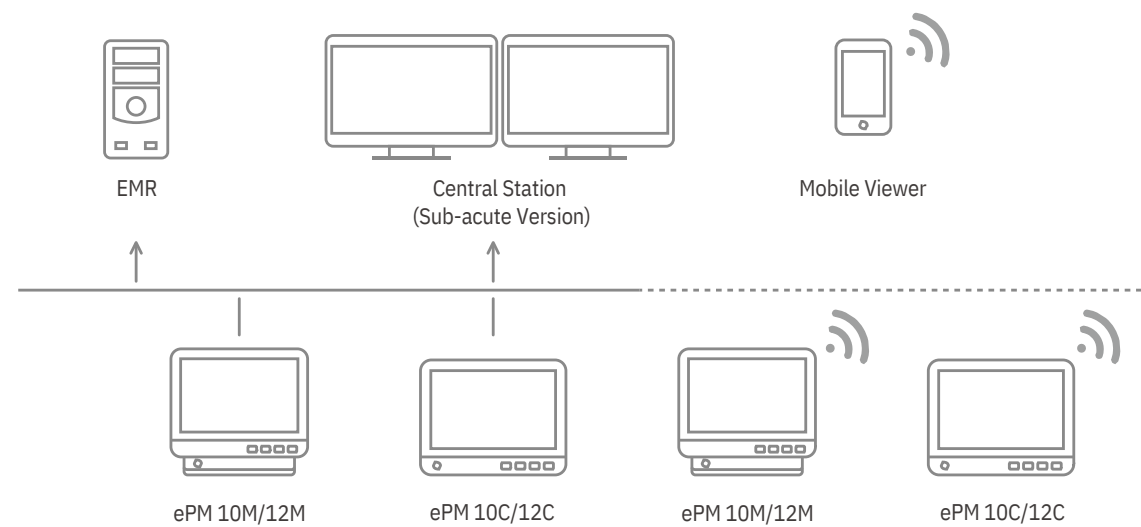 EMR
Central Station
(Sub-acute Version)
Mobile Viewer
ePM 10M/12M
ePM 10C/12C
ePM 10M/12M
ePM 10C/12C